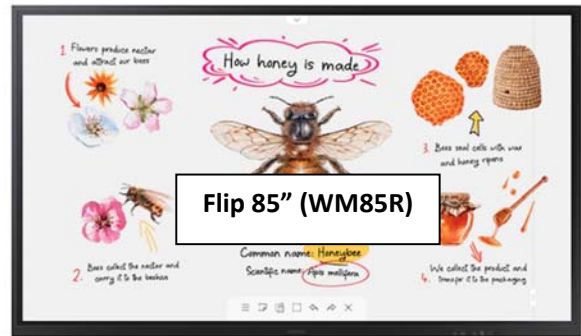 How honey is made
1. Flowers produce nectar
and attract our bees
3. Bees seal cells with wax
and honey ripens
Flip 85” (WM85R)
2. Bees collect the nectar and
carry it to the beehive
Common name: Honeybee
Scientific name: Apis mellifera
We collect the product and
4. transfer it to the packaging